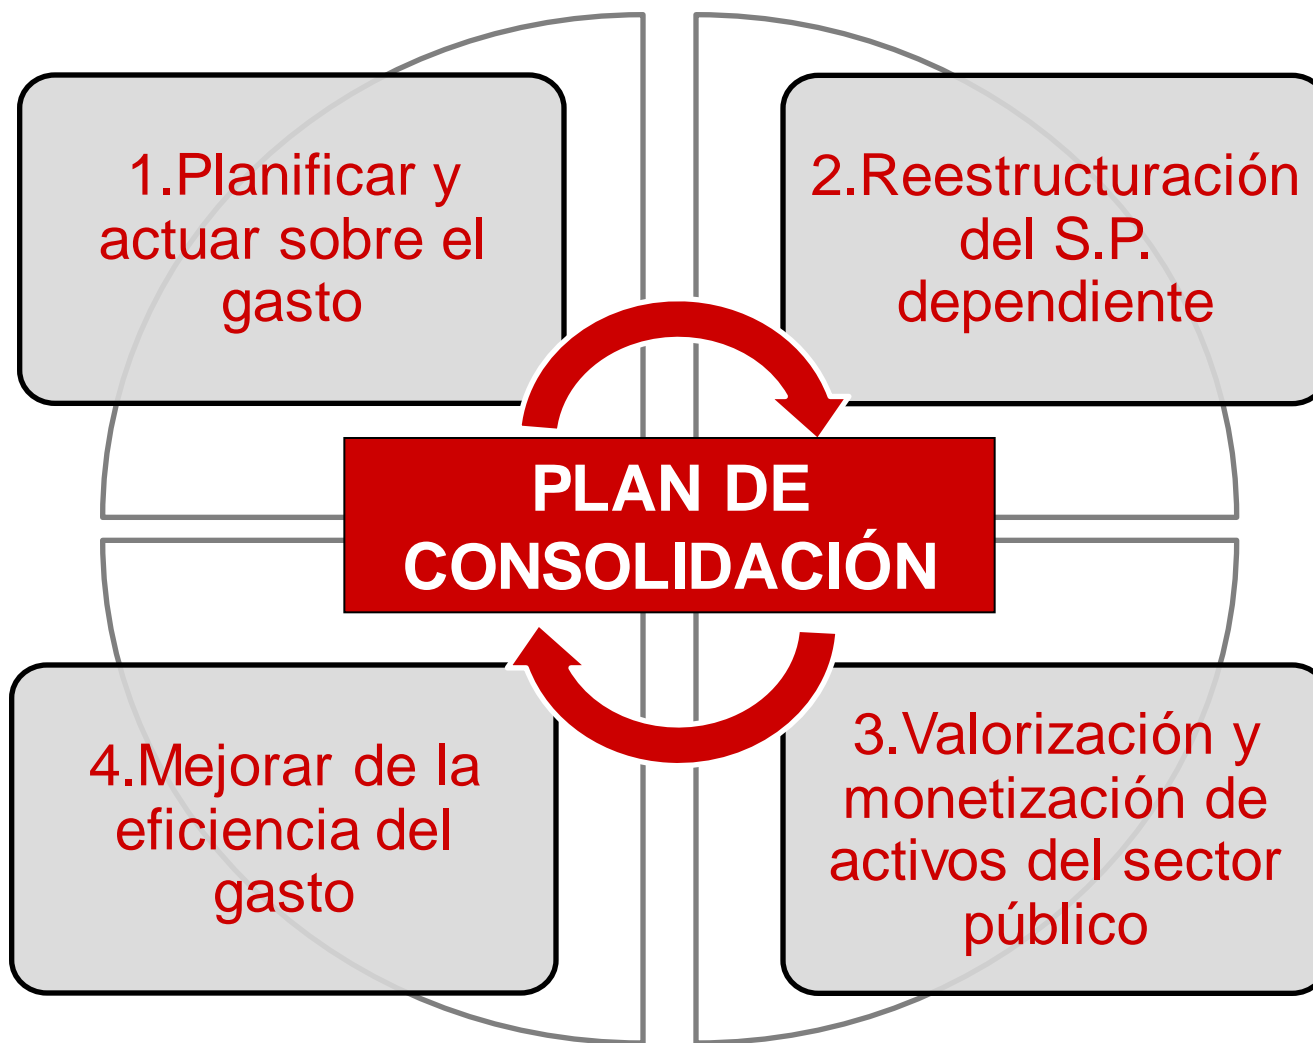 1.Planificar y
actuar sobre el
gasto
2.Reestructuración
del S.P.
dependiente
PLAN DE
CONSOLIDACIÓN
4.Mejorar de la
eficiencia del
gasto
3.Valorización y
monetización de
activos del sector
público